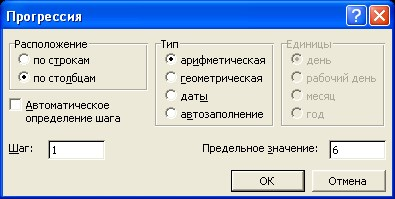 Прогрессия
Расположение
по строкам
по столбцам
Автоматическое
определение шага
Тип
арифметическая
геометрическая
даты
автозаполнение
Единицы
день
рабочий день
месяц
год
Шаг: 1
Предельное значение: 6
ОК
Отмена